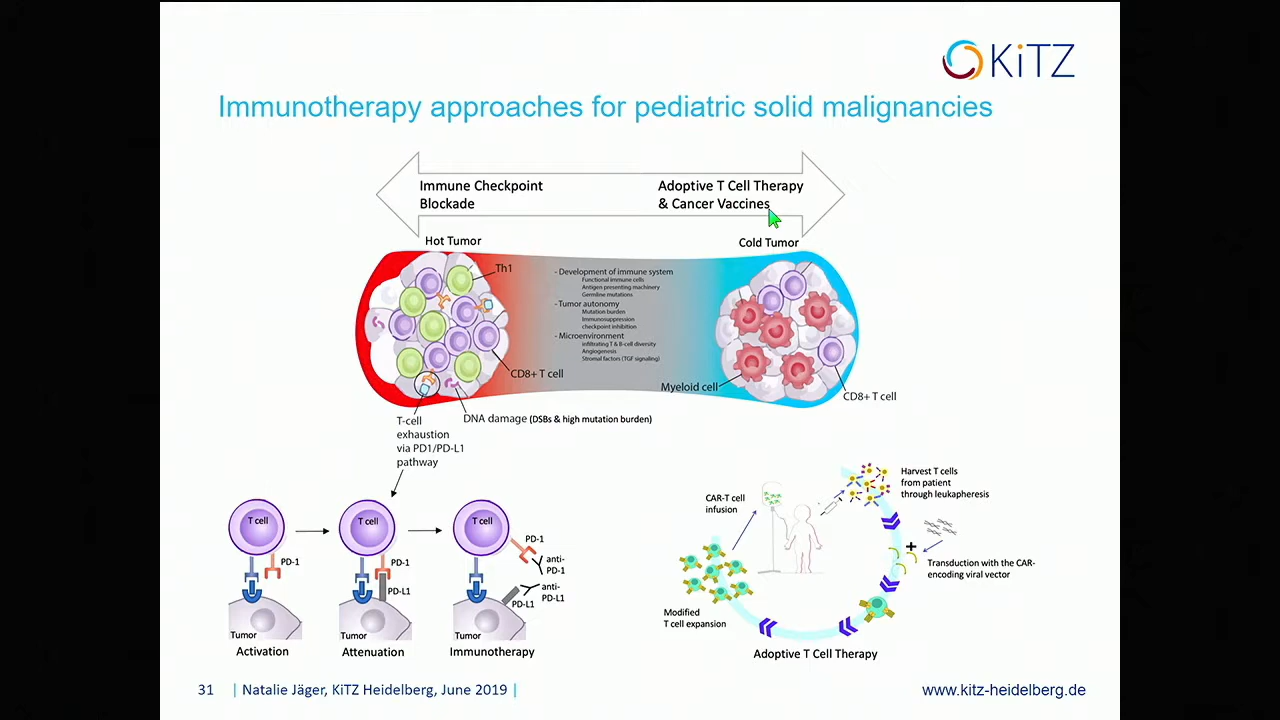 KiTZ
Immunotherapy approaches for pediatric solid malignancies
Immune Checkpoint
Blockade
Adoptive T Cell Therapy
& Cancer Vaccines
Hot Tumor
Cold Tumor
Th1
- Development of immune system
Functional immune cells
Antigen presenting machinery
Germline mutations
- Tumor autonomy
Mutation burden
Immunosuppression
checkpoint inhibition
- Microenvironment
infiltrating T & B-cell diversity
Angiogenesis
Stromal factors (TGF signaling)
CD8+ T cell
Myeloid cell
CD8+ T cell
DNA damage (DSBs & high mutation burden)
T-cell
exhaustion
via PD1/PD-L1
pathway
T cell
PD-1
Tumor
Activation
T cell
PD-1
PD-L1
Tumor
Attenuation
T cell
PD-1
anti-
PD-1
anti-
PD-L1
PD-L1
Tumor
Immunotherapy
CAR-T cell
infusion
Harvest T cells
from patient
through leukapheresis
+
Transduction with the CAR-
encoding viral vector
Modified
T cell expansion
Adoptive T Cell Therapy
31 | Natalie Jäger, KiTZ Heidelberg, June 2019 |
www.kitz-heidelberg.de